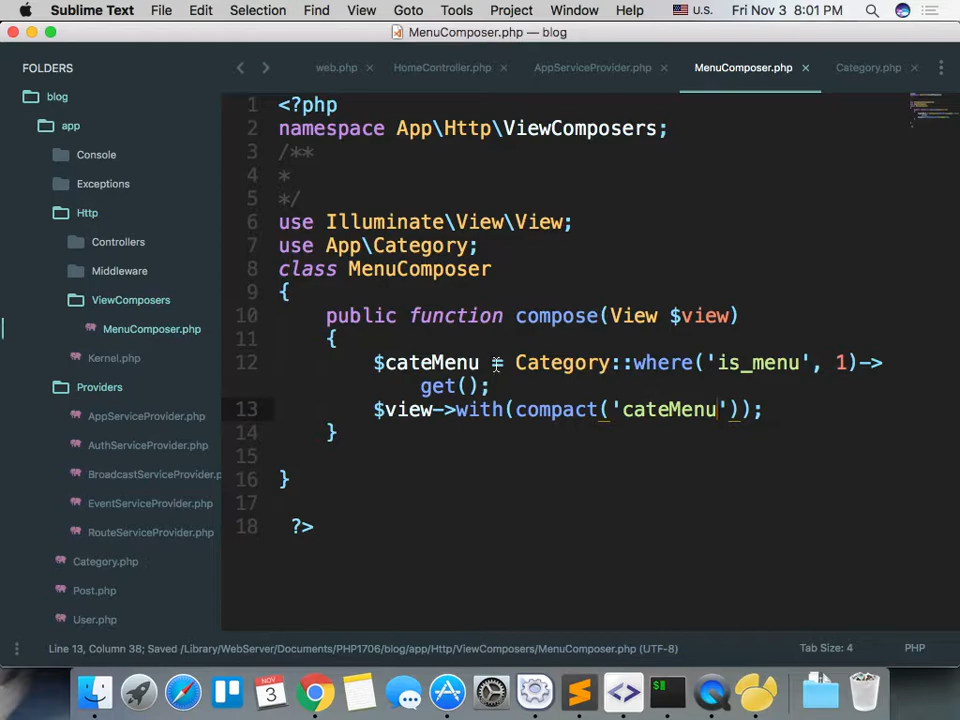 Sublime Text File Edit Selection Find View Goto Tools Project Window Help U.S. Fri Nov 3 8:01 PM
MenuComposer.php — blog
FOLDERS
blog
app
Console
Exceptions
Http
Controllers
Middleware
ViewComposers
MenuComposer.php
Kernel.php
Providers
AppServiceProvider.php
AuthServiceProvider.php
BroadcastServiceProvider.p
EventServiceProvider.php
RouteServiceProvider.php
Category.php
Post.php
User.php
web.php HomeController.php AppServiceProvider.php MenuComposer.php Category.php
1 <?php
2 namespace App\Http\ViewComposers;
3 /**
4 *
5 */
6 use Illuminate\View\View;
7 use App\Category;
8 class MenuComposer
9 {
10 public function compose(View $view)
11 {
12 $cateMenu = Category::where('is_menu', 1)->
get();
13 $view->with(compact('cateMenu'));
14 }
15
16 }
17
18 ?>
Line 13, Column 38; Saved /Library/WebServer/Documents/PHP1706/blog/app/Http/ViewComposers/MenuComposer.php (UTF-8) Tab Size: 4 PHP
NOV
3